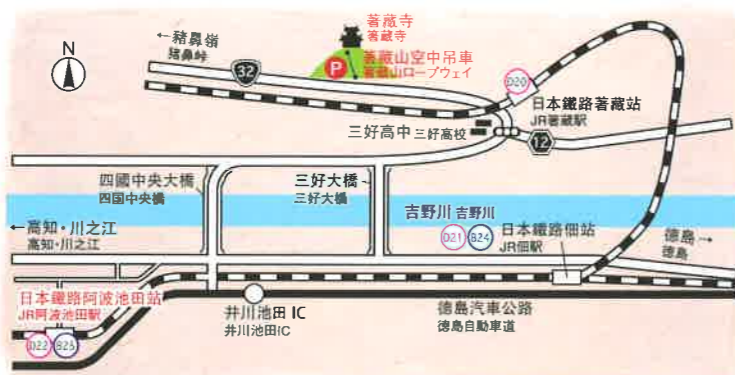 箸藏寺
箸蔵寺
←猪鼻嶺
猪鼻峠
N
32
P
箸藏山空中吊車
箸蔵山ロープウェイ
D20
日本鐵路箸藏站
JR箸蔵駅
三好高中 三好高校
12
四國中央大橋
四国中央橋
三好大橋
三好大橋
吉野川 吉野川
D21 B24
日本鐵路佃站
JR佃駅
←高知・川之江
高知・川之江
德島→
徳島
日本鐵路阿波池田站
JR阿波池田駅
D22 B25
井川池田 IC
井川池田IC
德島汽車公路
徳島自動車道